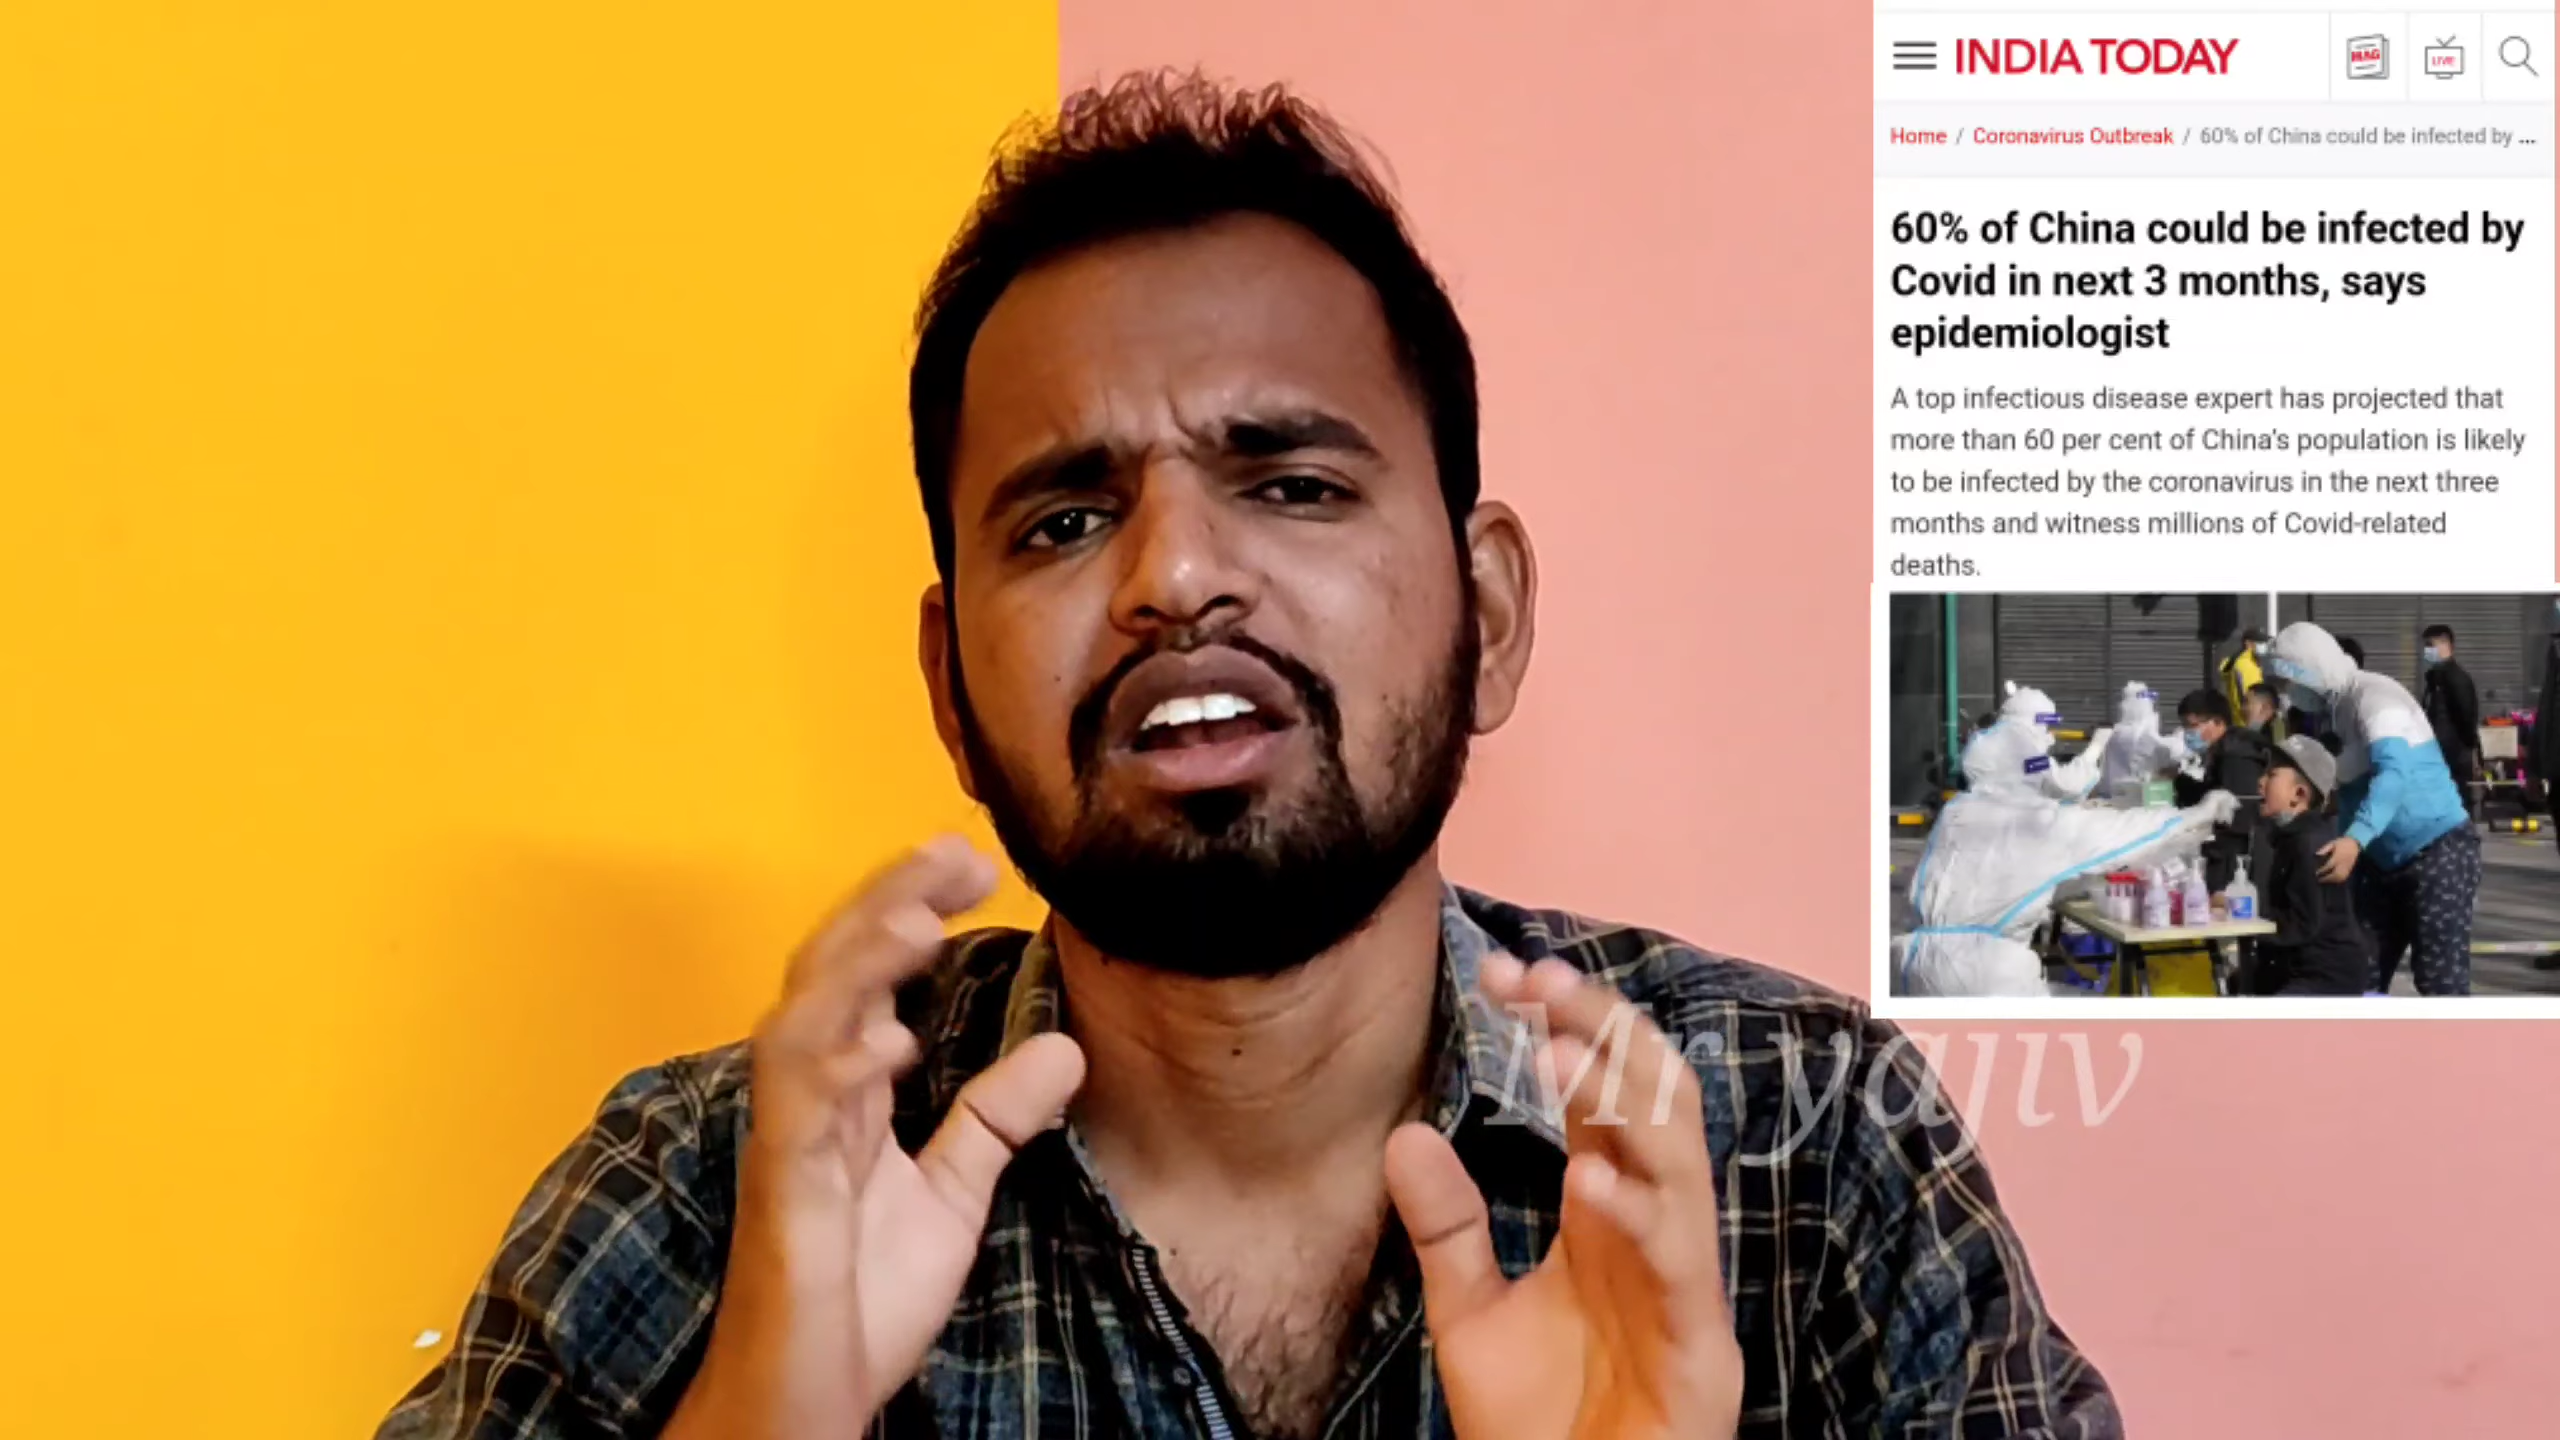 INDIA TODAY
MAG
LIVE
Home / Coronavirus Outbreak / 60% of China could be infected by ...
60% of China could be infected by
Covid in next 3 months, says
epidemiologist
A top infectious disease expert has projected that
more than 60 per cent of China's population is likely
to be infected by the coronavirus in the next three
months and witness millions of Covid-related
deaths.
Mr yajiv